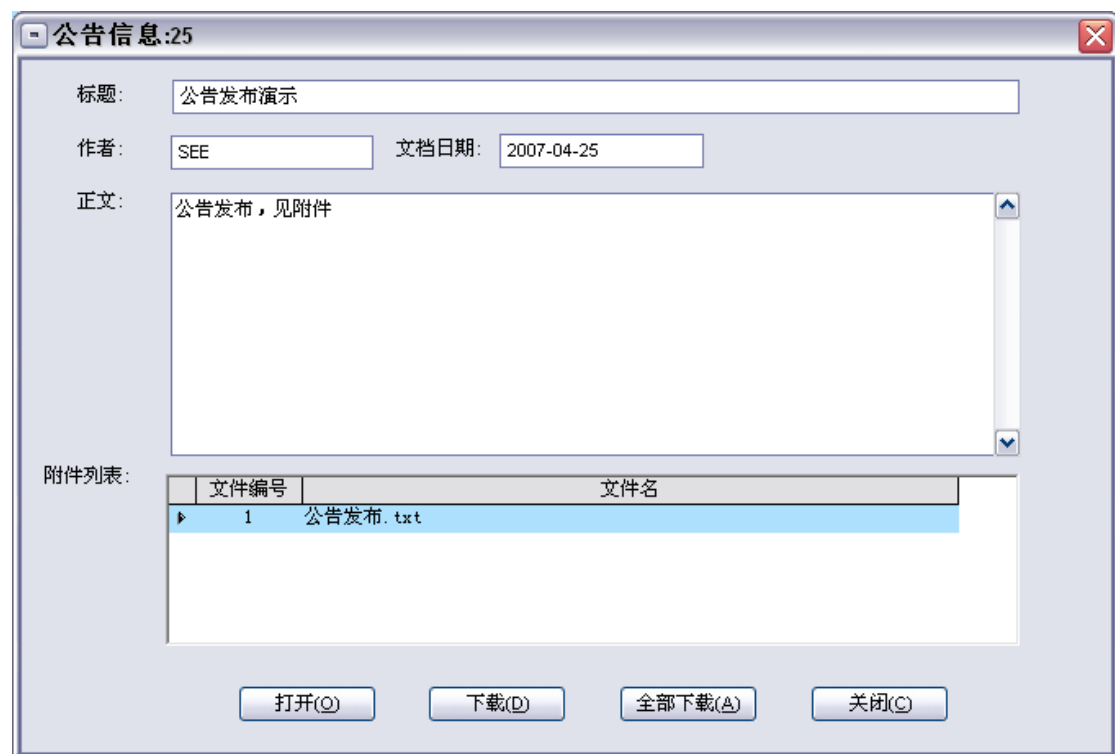 公告信息:25
标题: 公告发布演示
作者: SEE 文档日期: 2007-04-25
正文: 公告发布，见附件
附件列表:
文件编号 文件名
1 公告发布.txt
打开(O) 下载(D) 全部下载(A) 关闭(C)